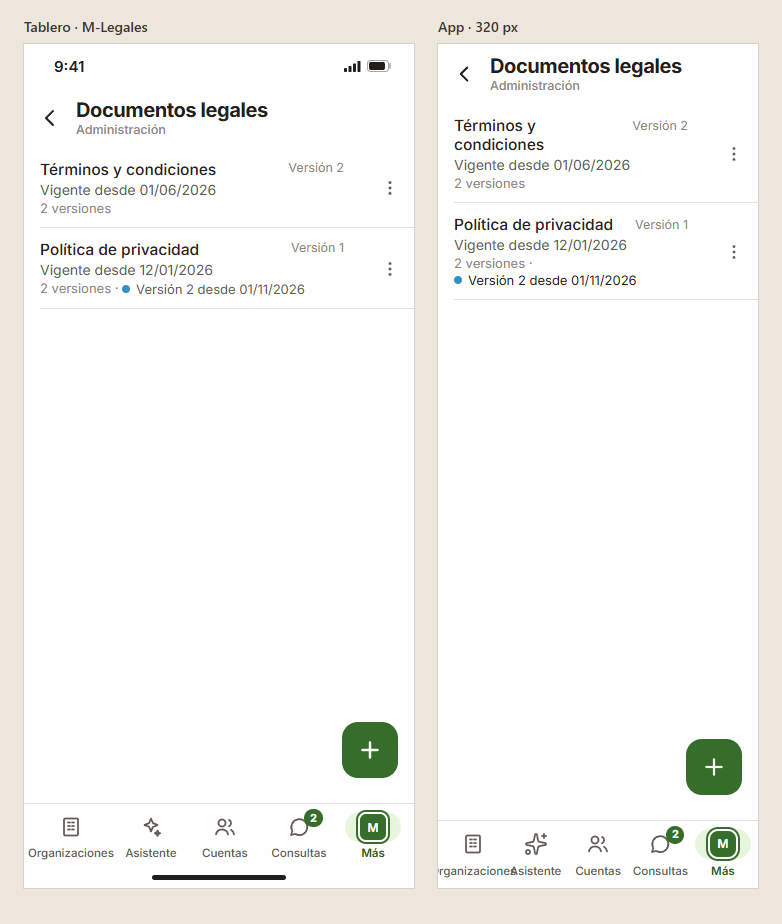 Tablero · M-Legales
9:41
Documentos legales
Administración
Términos y condiciones
Versión 2
Vigente desde 01/06/2026
2 versiones
Política de privacidad
Versión 1
Vigente desde 12/01/2026
2 versiones · Versión 2 desde 01/11/2026
Organizaciones
Asistente
Cuentas
2
Consultas
M
Más
App · 320 px
Documentos legales
Administración
Términos y
condiciones
Versión 2
Vigente desde 01/06/2026
2 versiones
Política de privacidad
Versión 1
Vigente desde 12/01/2026
2 versiones ·
Versión 2 desde 01/11/2026
rganizaciones
Asistente
Cuentas
2
Consultas
M
Más